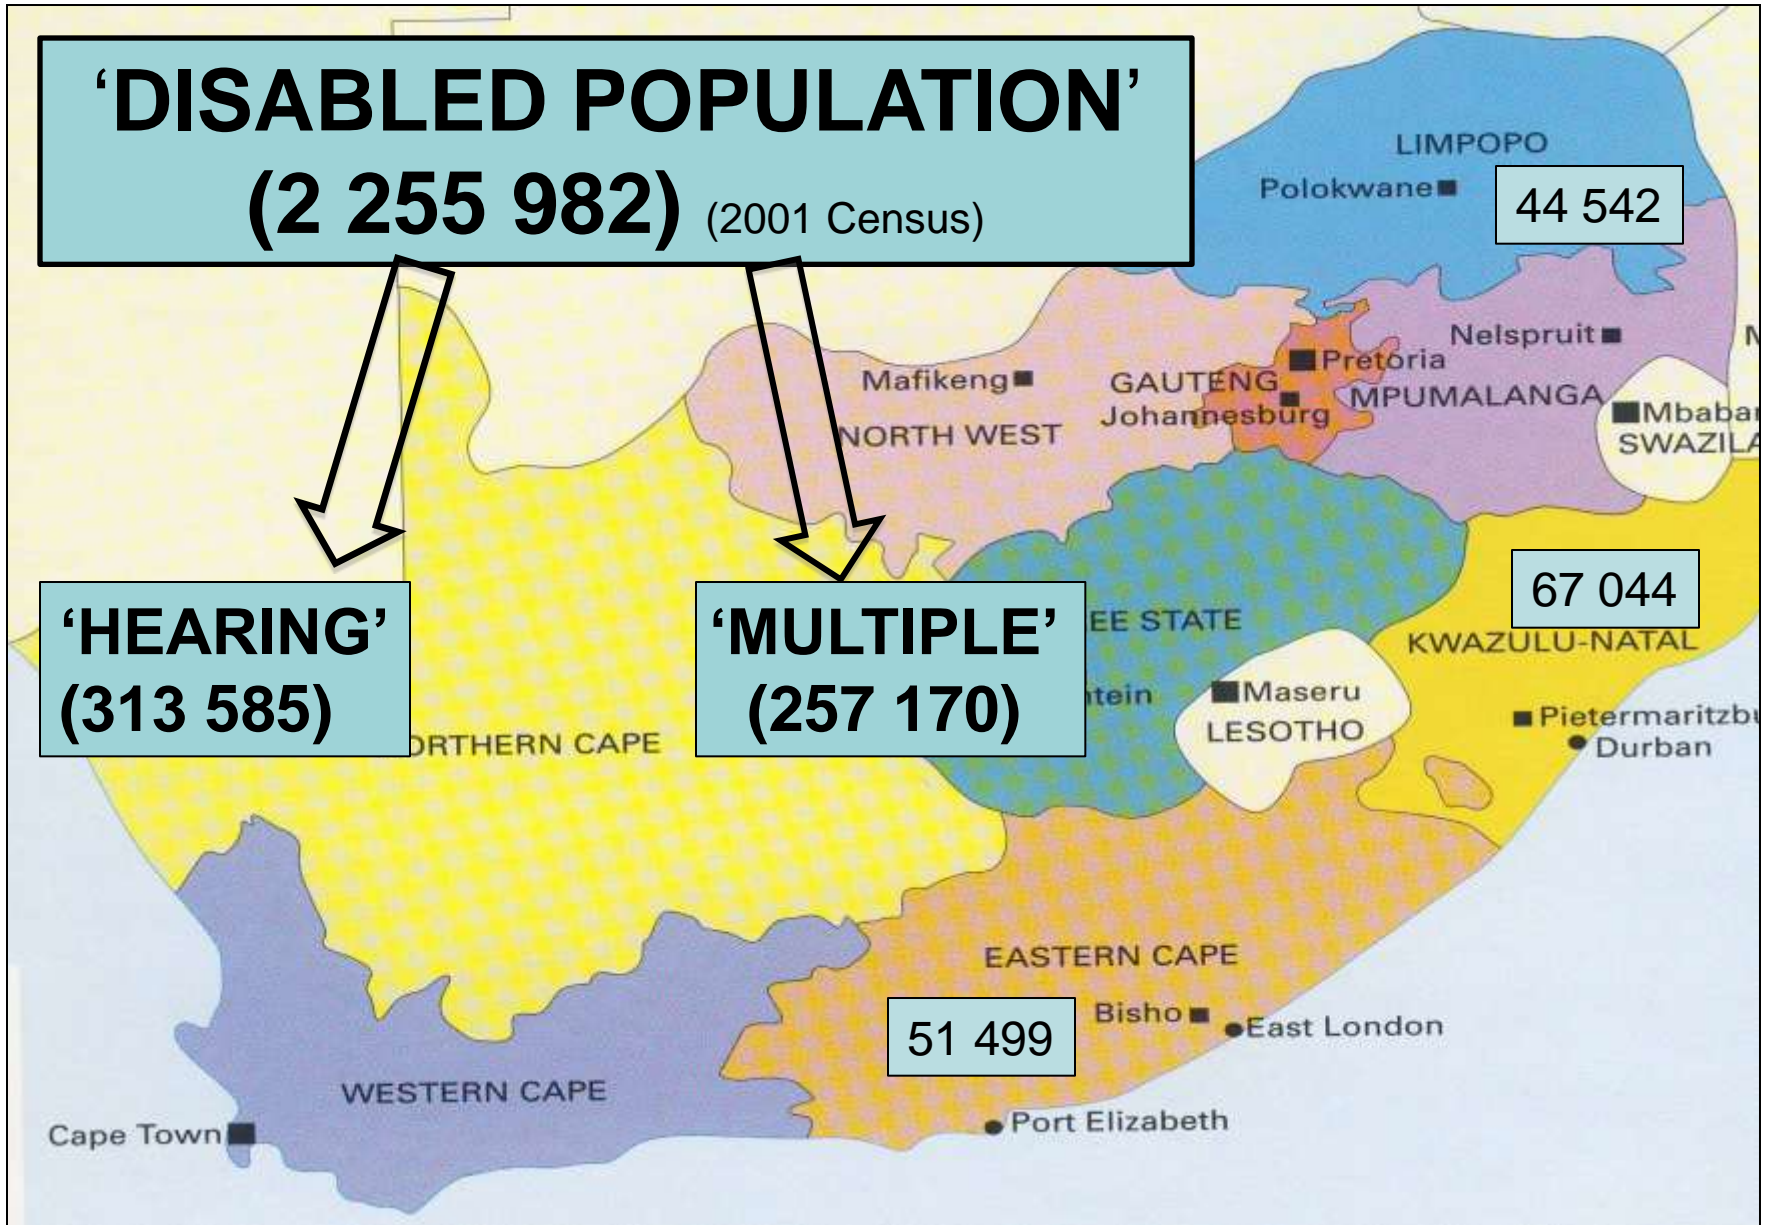 ‘DISABLED POPULATION’
(2 255 982) (2001 Census)
LIMPOPO
Polokwane
44 542
Nelspruit
M
Pretoria
Mafikeng
GAUTENG
MPUMALANGA
Johannesburg
Mbaba
NORTH WEST
SWAZILA
‘HEARING’
(313 585)
‘MULTIPLE’
(257 170)
67 044
EE STATE
KWAZULU-NATAL
ntein
Maseru
LESOTHO
Pietermaritzbu
Durban
ORTHERN CAPE
EASTERN CAPE
Bisho
East London
51 499
WESTERN CAPE
Port Elizabeth
Cape Town